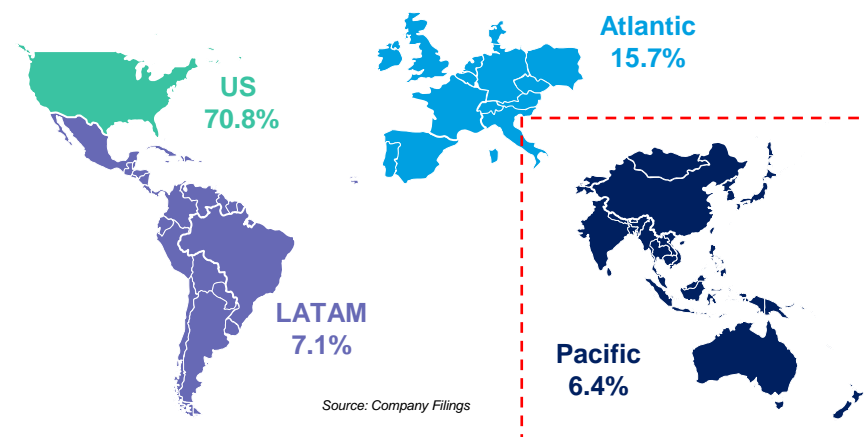 Atlantic
15.7%
US
70.8%
LATAM
7.1%
Pacific
6.4%
Source: Company Filings